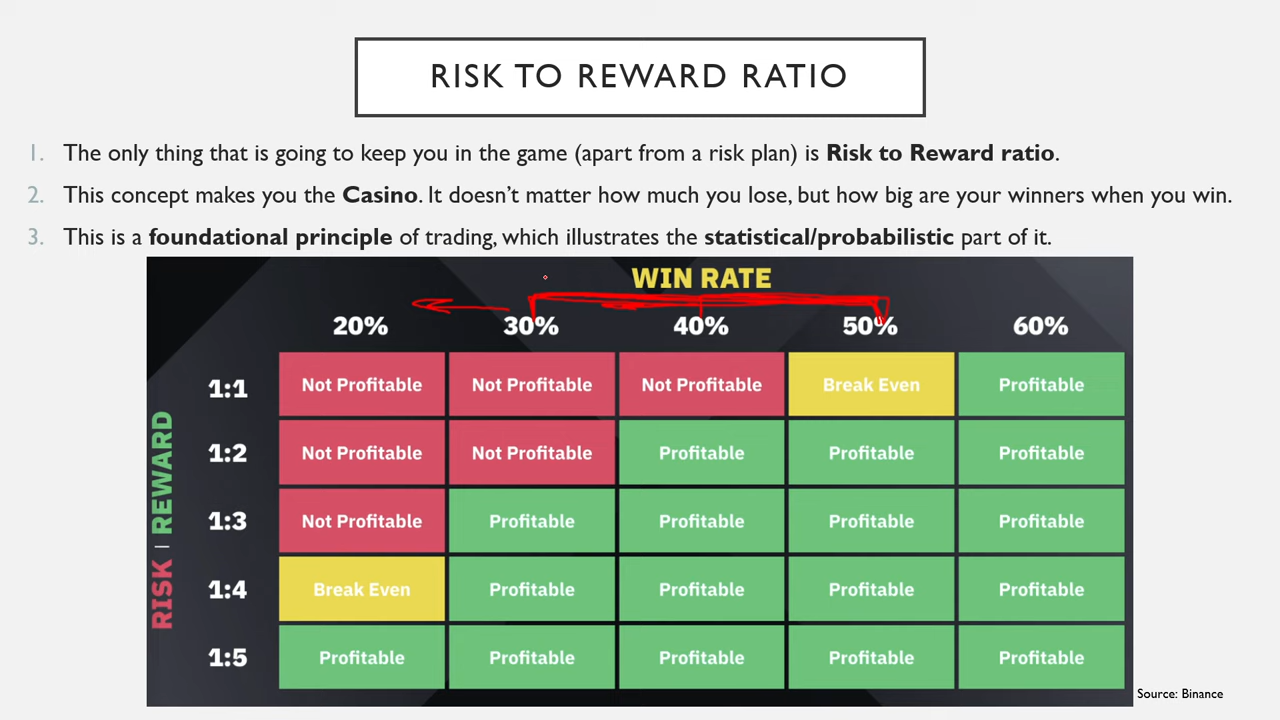 RISK TO REWARD RATIO
1. The only thing that is going to keep you in the game (apart from a risk plan) is Risk to Reward ratio.
2. This concept makes you the Casino. It doesn't matter how much you lose, but how big are your winners when you win.
3. This is a foundational principle of trading, which illustrates the statistical/probabilistic part of it.
WIN RATE
20% 30% 40% 50% 60%
RISK | REWARD
1:1 Not Profitable Not Profitable Not Profitable Break Even Profitable
1:2 Not Profitable Not Profitable Profitable Profitable Profitable
1:3 Not Profitable Profitable Profitable Profitable Profitable
1:4 Break Even Profitable Profitable Profitable Profitable
1:5 Profitable Profitable Profitable Profitable Profitable
Source: Binance